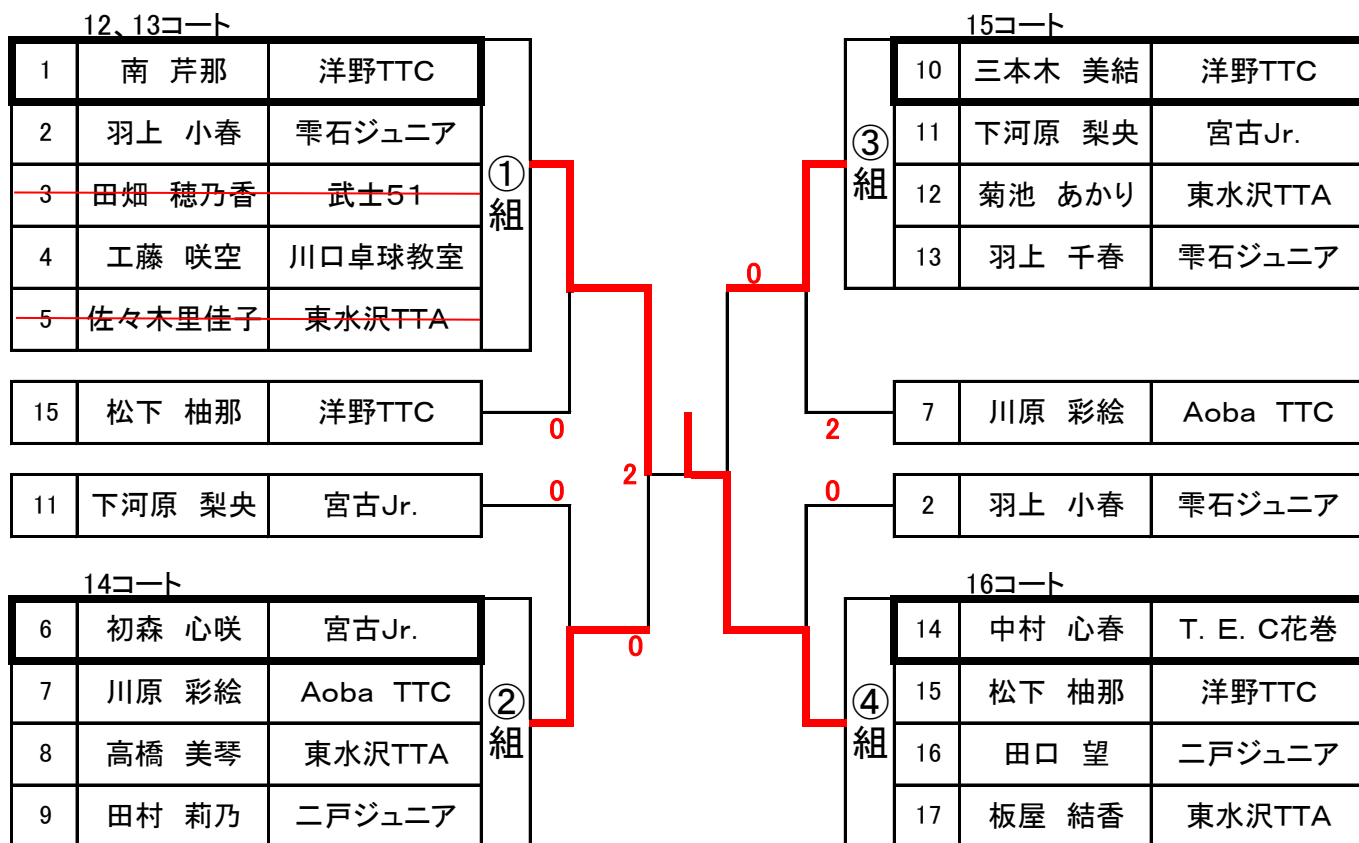 12、13コート
1 南 芹那 洋野TTC
2 羽上 小春 雫石ジュニア
3 田畑 穂乃香 武士51
4 工藤 咲空 川口卓球教室
5 佐々木里佳子 東水沢TTA
①組
15 松下 柚那 洋野TTC
0
11 下河原 梨央 宮古Jr.
0
2
14コート
6 初森 心咲 宮古Jr.
7 川原 彩絵 Aoba TTC
8 高橋 美琴 東水沢TTA
9 田村 莉乃 二戸ジュニア
②組
0
15コート
10 三本木 美結 洋野TTC
11 下河原 梨央 宮古Jr.
12 菊池 あかり 東水沢TTA
13 羽上 千春 雫石ジュニア
③組
0
7 川原 彩絵 Aoba TTC
2
2 羽上 小春 雫石ジュニア
0
16コート
14 中村 心春 T.E.C花巻
15 松下 柚那 洋野TTC
16 田口 望 二戸ジュニア
17 板屋 結香 東水沢TTA
④組